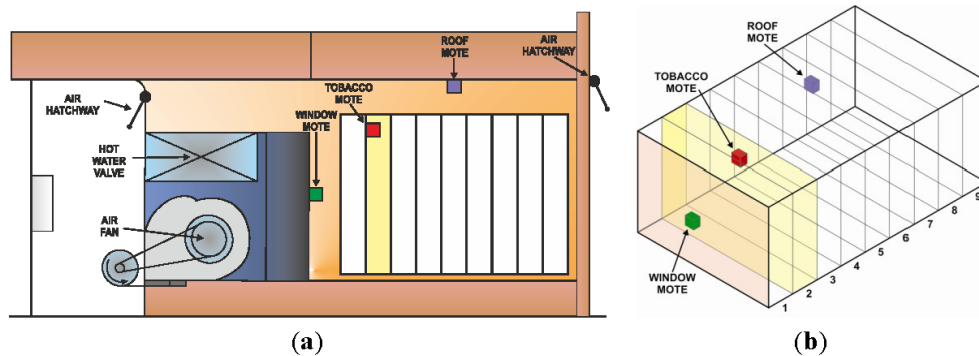 ROOF
MOTE
AIR
HATCHWAY
TOBACCO
MOTE
AIR
HATCHWAY
WINDOW
MOTE
HOT
WATER
VALVE
AIR
FAN
(a)
ROOF
MOTE
TOBACCO
MOTE
WINDOW
MOTE
1
2
3
4
5
6
7
8
9
(b)